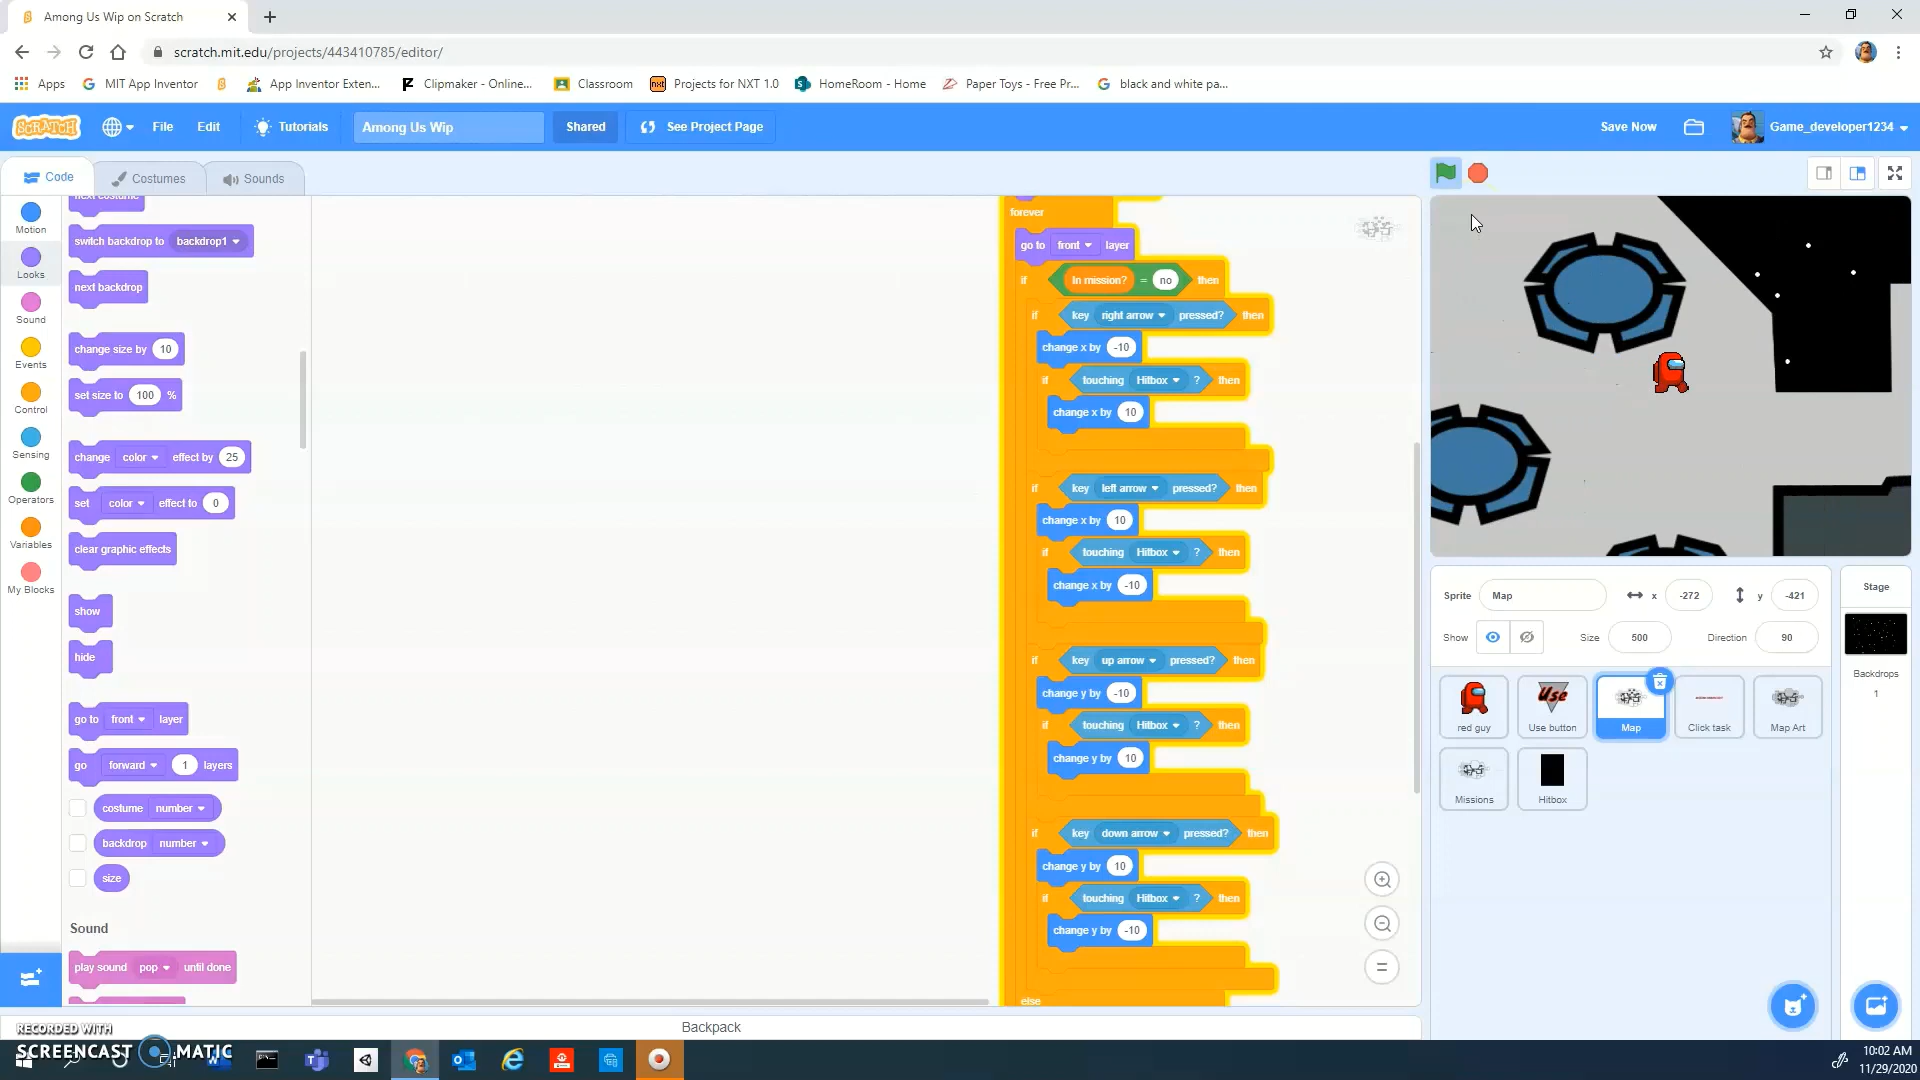 Among Us Wip on Scratch
scratch.mit.edu/projects/443410785/editor/
Apps MIT App Inventor App Inventor Exten... Clipmaker - Online... Classroom Projects for NXT 1.0 HomeRoom - Home Paper Toys - Free Pr... black and white pa...
SCRATCH File Edit Tutorials Among Us Wip Shared See Project Page Save Now Game_developer1234
Code Costumes Sounds
Motion
Looks
Sound
Events
Control
Sensing
Operators
Variables
My Blocks
next costume
switch backdrop to backdrop1
next backdrop
change size by 10
set size to 100 %
change color effect by 25
set color effect to 0
clear graphic effects
show
hide
go to front layer
go forward 1 layers
costume number
backdrop number
size
Sound
play sound pop until done
forever
go to front layer
if In mission? = no then
if key right arrow pressed? then
change x by -10
if touching Hitbox ? then
change x by 10
if key left arrow pressed? then
change x by 10
if touching Hitbox ? then
change x by -10
if key up arrow pressed? then
change y by -10
if touching Hitbox ? then
change y by 10
if key down arrow pressed? then
change y by 10
if touching Hitbox ? then
change y by -10
else
Backpack
Sprite Map x -272 y -421
Show Size 500 Direction 90
red guy
Use
Use button
Map
Click task
Map Art
Missions
Hitbox
Stage
Backdrops
1
RECORDED WITH
SCREENCAST MATIC
10:02 AM
11/29/2020